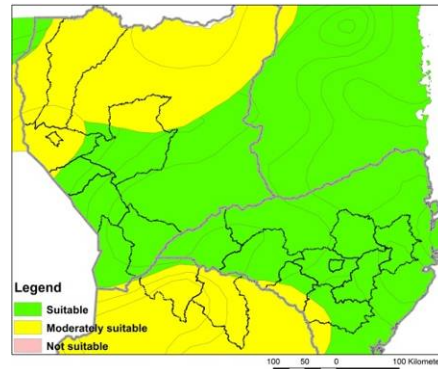 Legend
Suitable
Moderately suitable
Not suitable
100 50 0 100 Kilomete